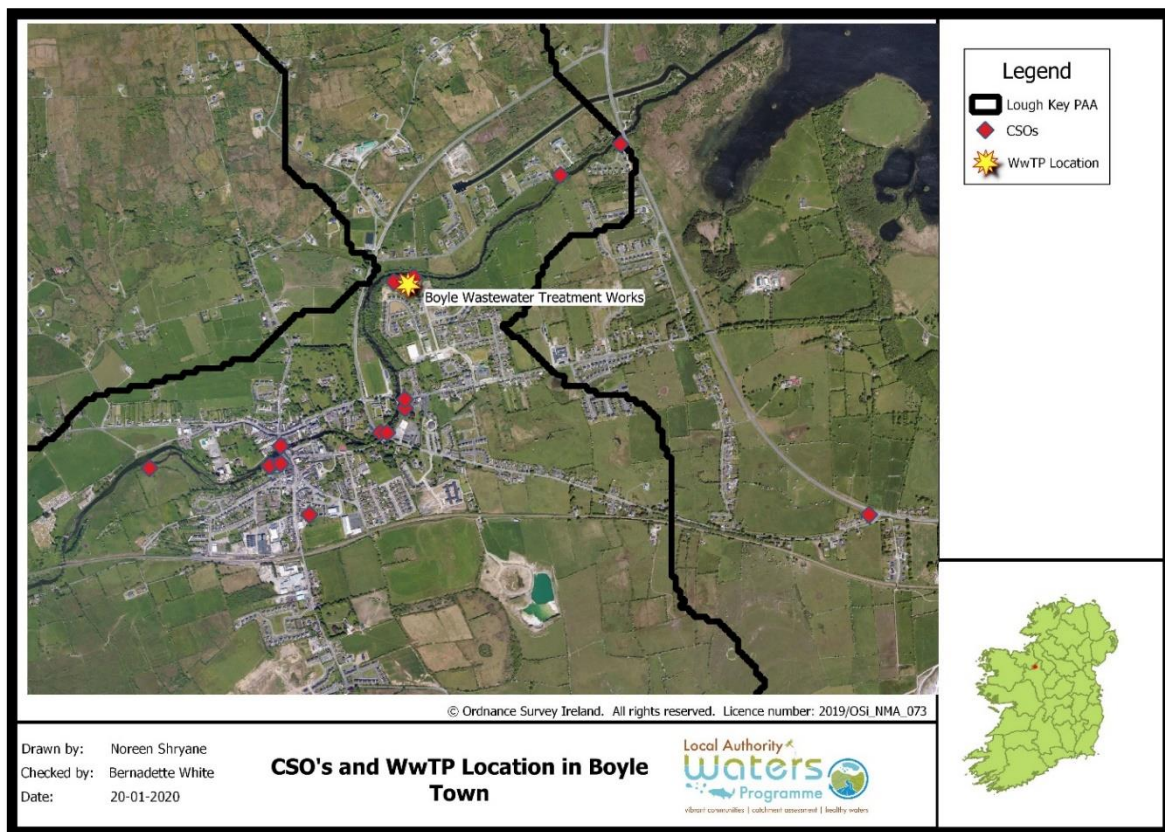 Legend
Lough Key PAA
CSOs
WwTP Location
Boyle Wastewater Treatment Works
© Ordnance Survey Ireland. All rights reserved. Licence number: 2019/OSi_NMA_073
Drawn by: Noreen Shryane
Checked by: Bernadette White
Date: 20-01-2020
CSO's and WwTP Location in Boyle
Town
Local Authority
Waters
Programme
vibrant communities | catchment assessment | healthy waters